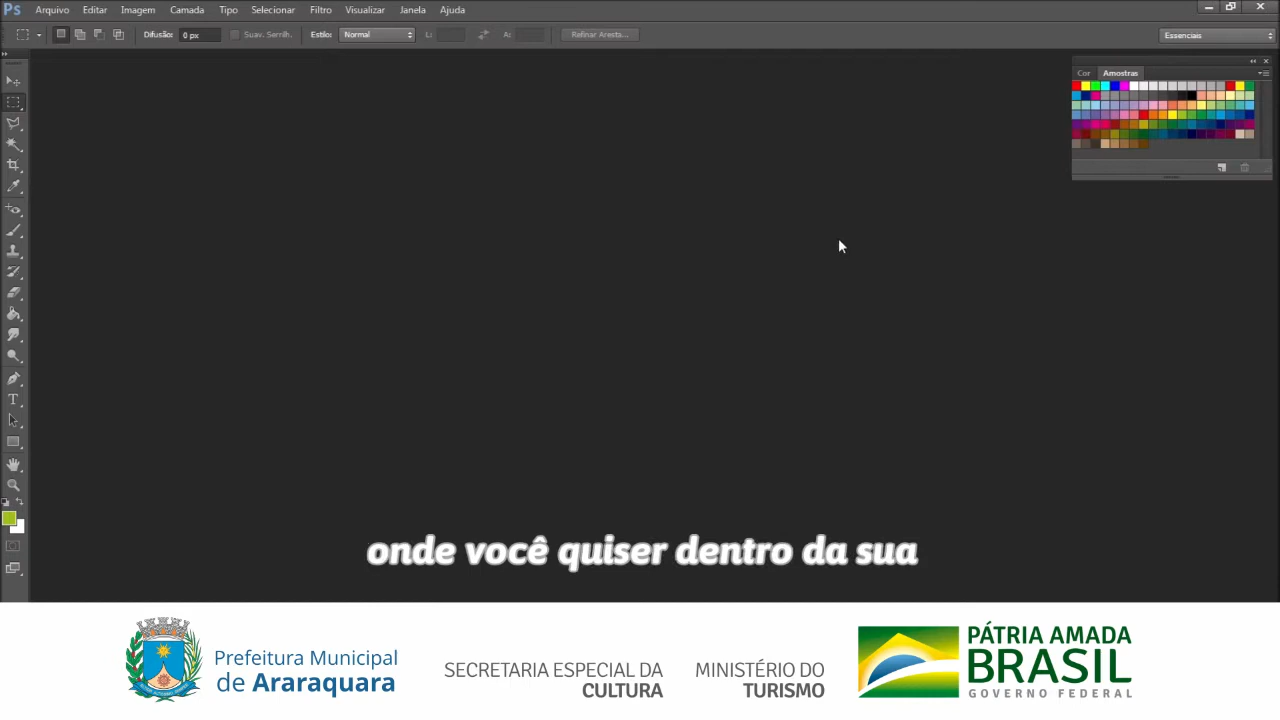 Ps Arquivo Editar Imagem Camada Tipo Selecionar Filtro Visualizar Janela Ajuda
Difusão: 0 px Suav. Serrilh. Estilo: Normal L: A: Refinar Aresta... Essenciais
Cor Amostras
T
onde você quiser dentro da sua
Prefeitura Municipal
de Araraquara
SECRETARIA ESPECIAL DA
CULTURA
MINISTÉRIO DO
TURISMO
PÁTRIA AMADA
BRASIL
GOVERNO FEDERAL